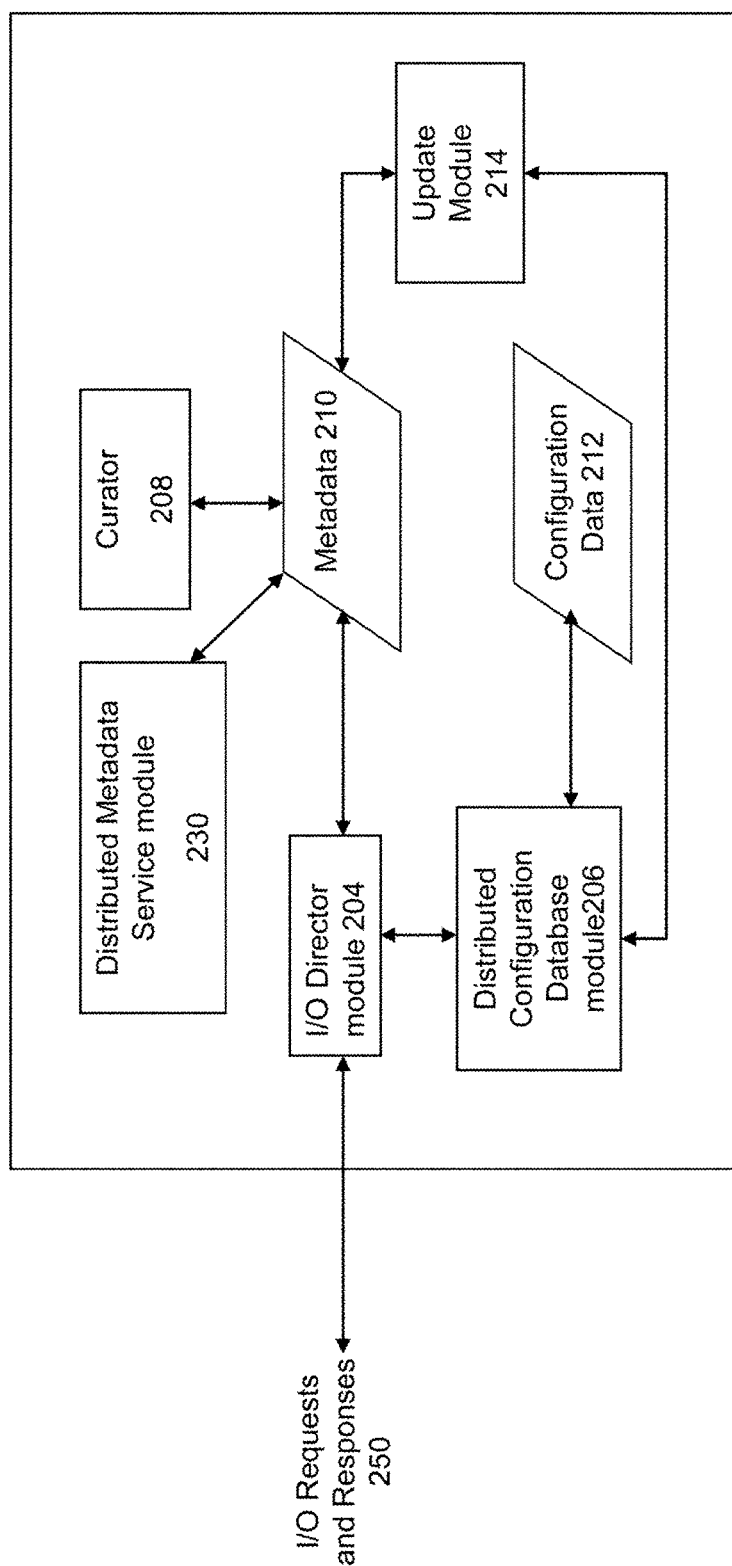 I/O Requests
and Responses
250
Distributed Metadata
Service module
230
Curator
208
I/O Director
module 204
Metadata 210
Update
Module
214
Distributed
Configuration
Database
module206
Configuration
Data 212